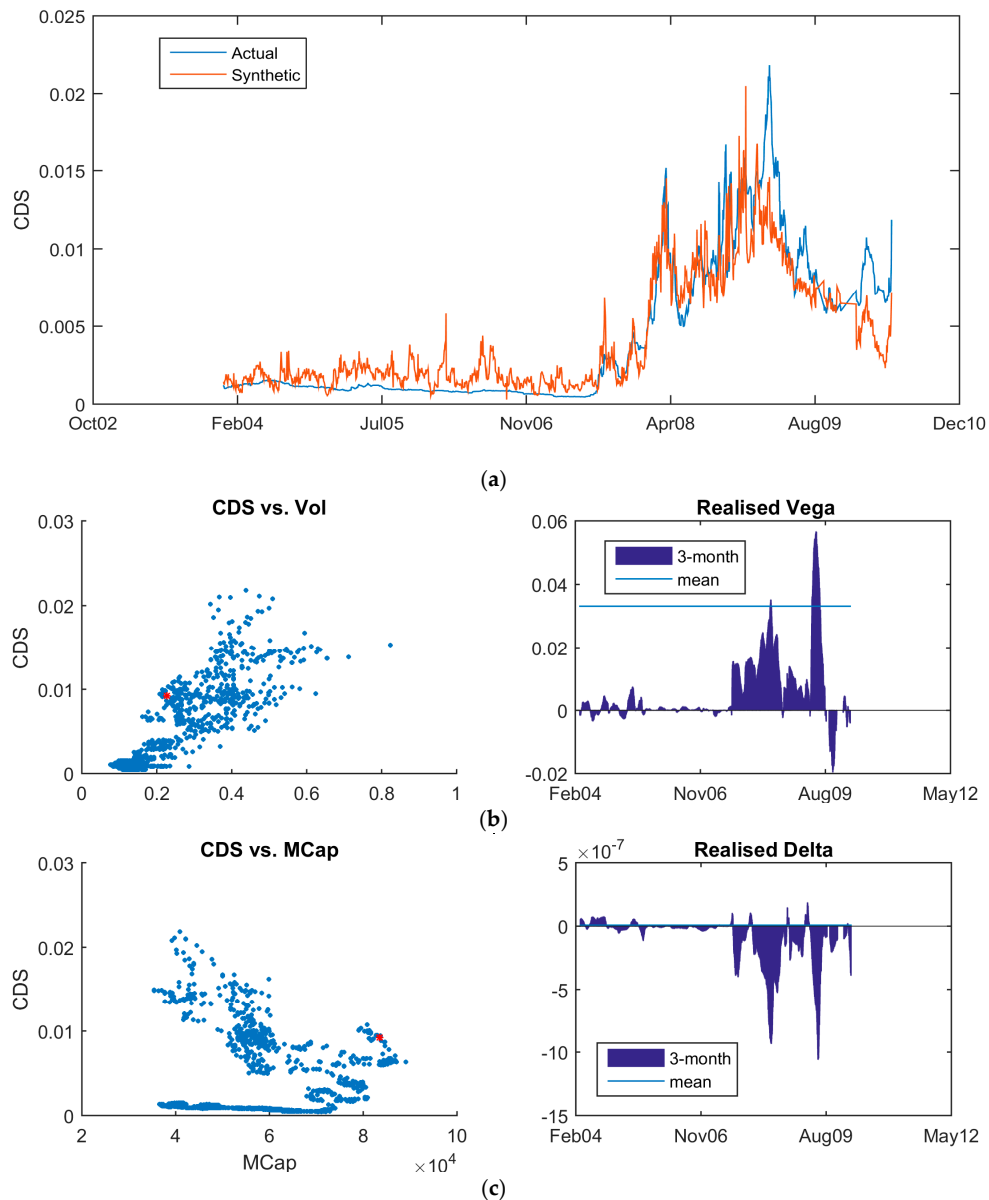 0.025
Actual
Synthetic
0.02
0.015
CDS
0.01
0.005
0
Oct02 Feb04 Jul05 Nov06 Apr08 Aug09 Dec10
(a)
CDS vs. Vol
0.03
0.02
CDS
0.01
0
0 0.2 0.4 0.6 0.8 1
Realised Vega
0.06
3-month
mean
0.04
0.02
0
-0.02
Feb04 Nov06 Aug09 May12
(b)
CDS vs. MCap
0.03
0.02
CDS
0.01
0
2 4 6 8 10
MCap
×10⁴
Realised Delta
×10⁻⁷
5
0
-5
-10
3-month
mean
-15
Feb04 Nov06 Aug09 May12
(c)